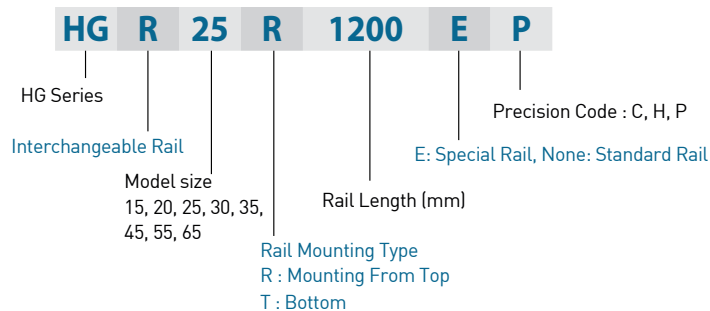 HG R 25 R 1200 E P
HG Series
Precision Code : C, H, P
Interchangeable Rail
E: Special Rail, None: Standard Rail
Model size
15, 20, 25, 30, 35,
45, 55, 65
Rail Length (mm)
Rail Mounting Type
R : Mounting From Top
T : Bottom